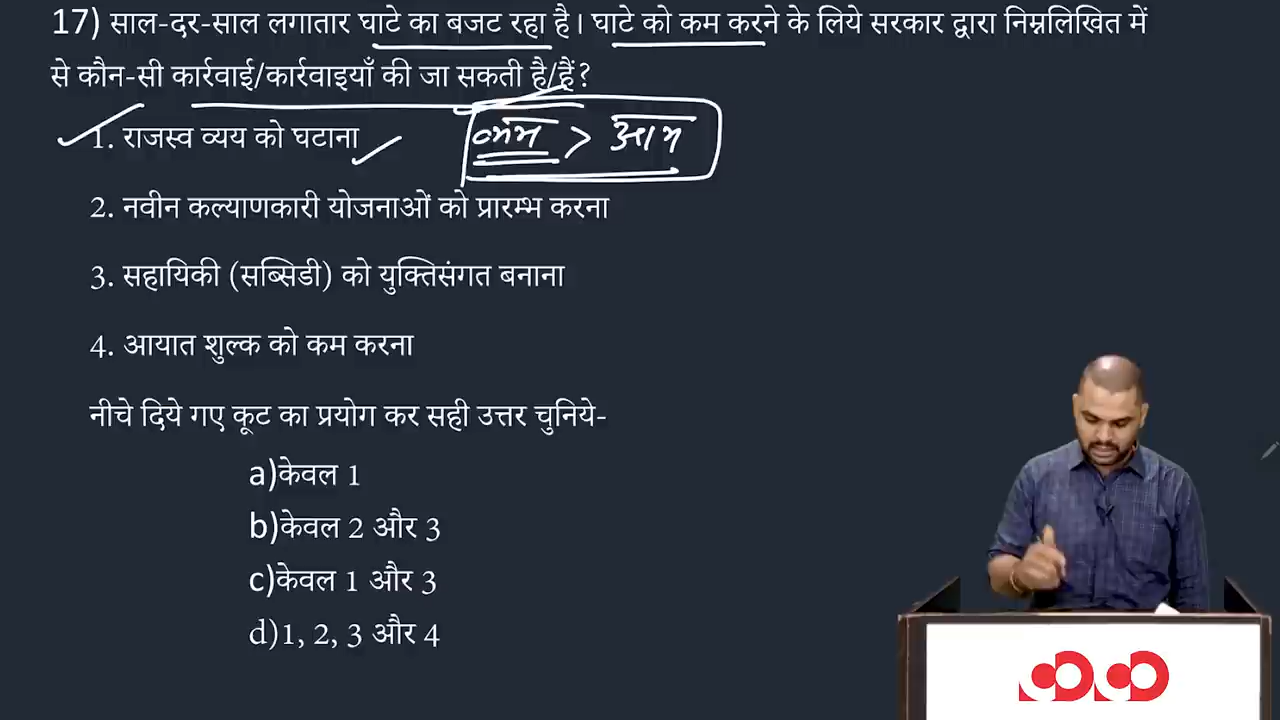 17) साल-दर-साल लगातार घाटे का बजट रहा है। घाटे को कम करने के लिये सरकार द्वारा निम्नलिखित में
से कौन-सी कार्रवाई/कार्रवाइयाँ की जा सकती है/हैं?
1. राजस्व व्यय को घटाना
व्यय > आय
2. नवीन कल्याणकारी योजनाओं को प्रारम्भ करना
3. सहायिकी (सब्सिडी) को युक्तिसंगत बनाना
4. आयात शुल्क को कम करना
नीचे दिये गए कूट का प्रयोग कर सही उत्तर चुनिये-
a)केवल 1
b)केवल 2 और 3
c)केवल 1 और 3
d)1, 2, 3 और 4